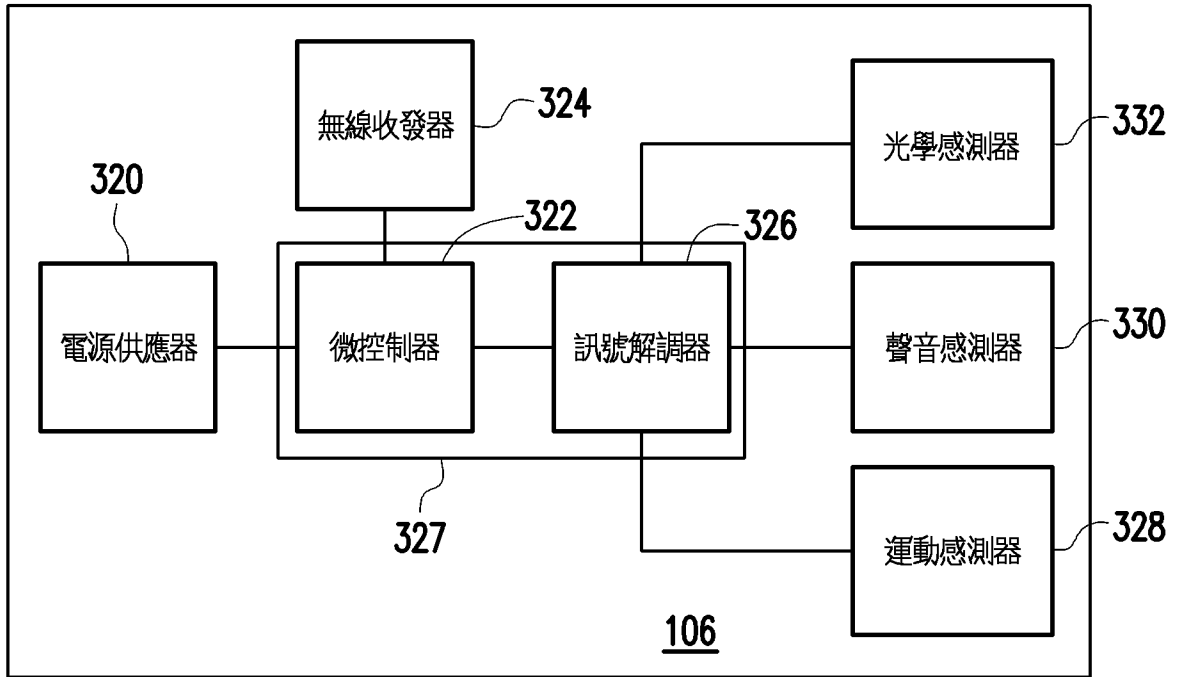 324
無線收發器
332
光學感測器
320
322
326
電源供應器
微控制器
訊號解調器
330
聲音感測器
327
328
運動感測器
106